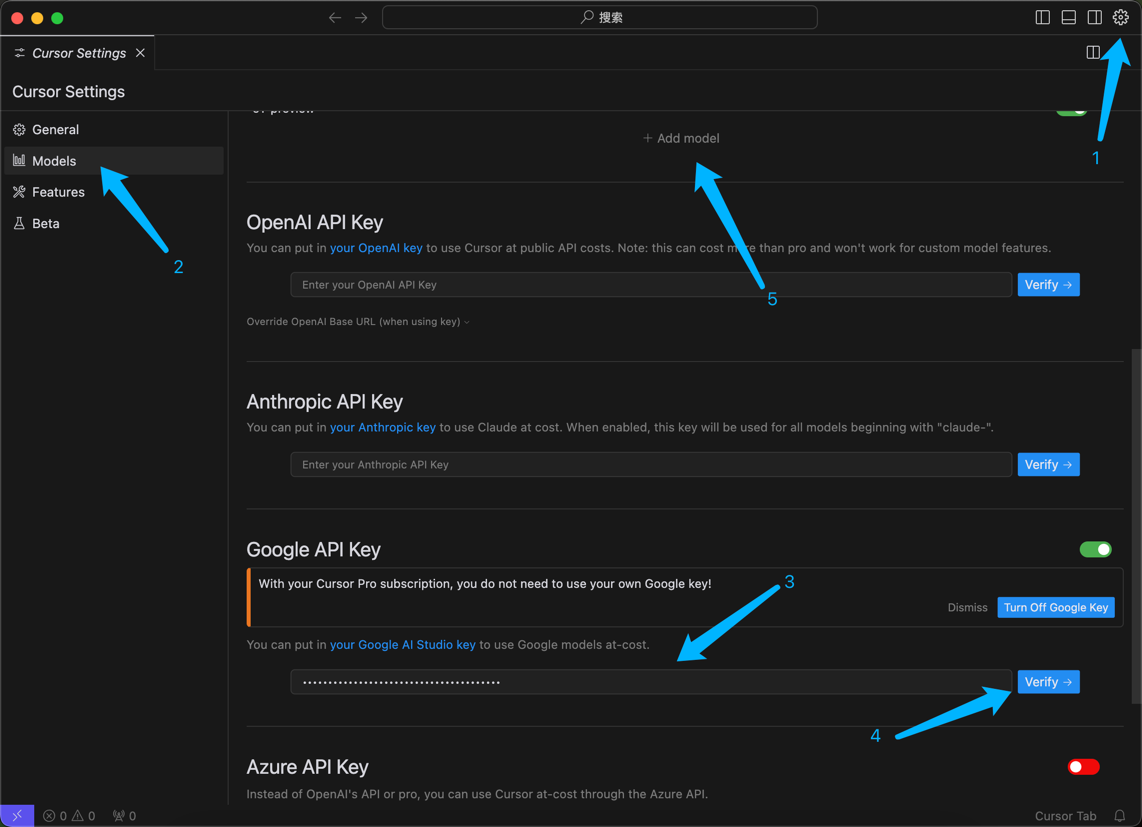 搜索
Cursor Settings
Cursor Settings
General
Models
Features
Beta
+ Add model
1
2
OpenAI API Key
You can put in your OpenAI key to use Cursor at public API costs. Note: this can cost more than pro and won't work for custom model features.
Enter your OpenAI API Key
Verify →
5
Override OpenAI Base URL (when using key)
Anthropic API Key
You can put in your Anthropic key to use Claude at cost. When enabled, this key will be used for all models beginning with "claude-".
Enter your Anthropic API Key
Verify →
Google API Key
With your Cursor Pro subscription, you do not need to use your own Google key!
3
Dismiss
Turn Off Google Key
You can put in your Google AI Studio key to use Google models at-cost.
••••••••••••••••••••••••••••••••••••••• Verify →
4
Azure API Key
Instead of OpenAI's API or pro, you can use Cursor at-cost through the Azure API.
0 0 0
Cursor Tab